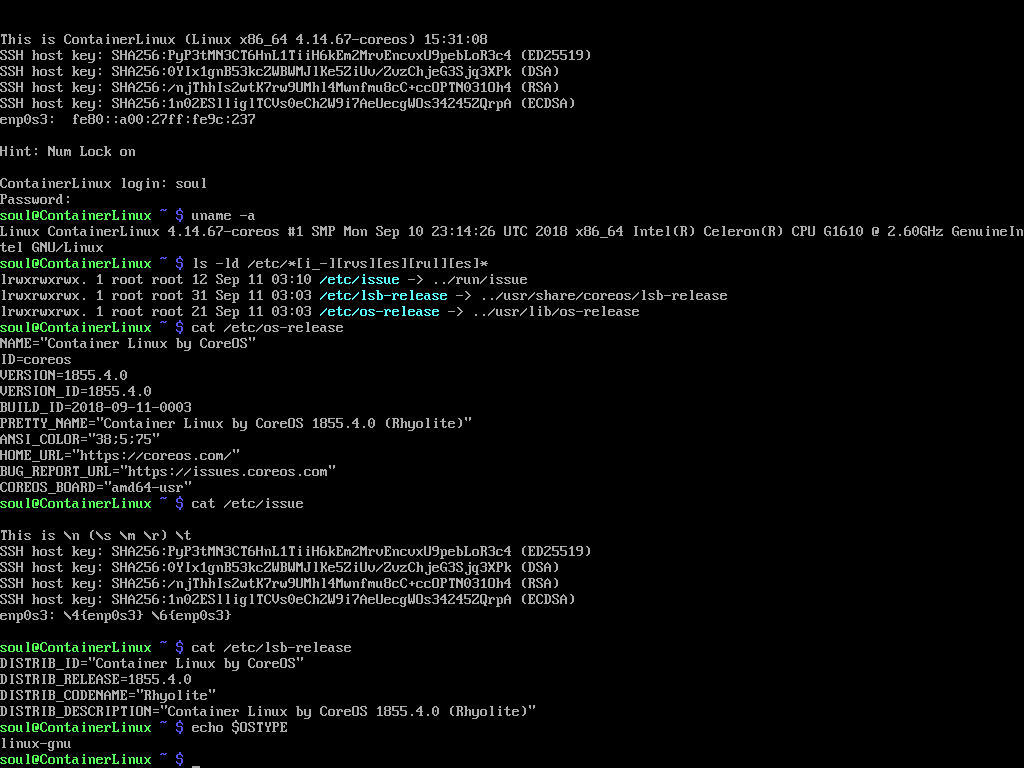 This is ContainerLinux (Linux x86_64 4.14.67-coreos) 15:31:08
SSH host key: SHA256:PyP3tMN3CT6HnL1TiiH6kEm2MrvEncvxU9pebLoR3c4 (ED25519)
SSH host key: SHA256:0YIx1gnB53kcZWBWMJlKe5ZiUv/ZvzChjeG3Sjq3XPk (DSA)
SSH host key: SHA256:/njThhIs2wtK7rw9UMhl4Mwnfmu8cC+ccOPTN031Oh4 (RSA)
SSH host key: SHA256:1n02ESlliglTCVs0eCh2W9i7AeUecgWOs34245ZQrpA (ECDSA)
enp0s3:  fe80::a00:27ff:fe9c:237
Hint: Num Lock on
ContainerLinux login: soul
Password:
soul@ContainerLinux ~ $ uname -a
Linux ContainerLinux 4.14.67-coreos #1 SMP Mon Sep 10 23:14:26 UTC 2018 x86_64 Intel(R) Celeron(R) CPU G1610 @ 2.60GHz GenuineIn
tel GNU/Linux
soul@ContainerLinux ~ $ ls -ld /etc/*[i_-][rvs][es][rul][es]*
lrwxrwxrwx. 1 root root 12 Sep 11 03:10 /etc/issue -> ../run/issue
lrwxrwxrwx. 1 root root 31 Sep 11 03:03 /etc/lsb-release -> ../usr/share/coreos/lsb-release
lrwxrwxrwx. 1 root root 21 Sep 11 03:03 /etc/os-release -> ../usr/lib/os-release
soul@ContainerLinux ~ $ cat /etc/os-release
NAME="Container Linux by CoreOS"
ID=coreos
VERSION=1855.4.0
VERSION_ID=1855.4.0
BUILD_ID=2018-09-11-0003
PRETTY_NAME="Container Linux by CoreOS 1855.4.0 (Rhyolite)"
ANSI_COLOR="38;5;75"
HOME_URL="https://coreos.com/"
BUG_REPORT_URL="https://issues.coreos.com"
COREOS_BOARD="amd64-usr"
soul@ContainerLinux ~ $ cat /etc/issue
This is \n (\s \m \r) \t
SSH host key: SHA256:PyP3tMN3CT6HnL1TiiH6kEm2MrvEncvxU9pebLoR3c4 (ED25519)
SSH host key: SHA256:0YIx1gnB53kcZWBWMJlKe5ZiUv/ZvzChjeG3Sjq3XPk (DSA)
SSH host key: SHA256:/njThhIs2wtK7rw9UMhl4Mwnfmu8cC+ccOPTN031Oh4 (RSA)
SSH host key: SHA256:1n02ESlliglTCVs0eCh2W9i7AeUecgWOs34245ZQrpA (ECDSA)
enp0s3: \4{enp0s3} \6{enp0s3}
soul@ContainerLinux ~ $ cat /etc/lsb-release
DISTRIB_ID="Container Linux by CoreOS"
DISTRIB_RELEASE=1855.4.0
DISTRIB_CODENAME="Rhyolite"
DISTRIB_DESCRIPTION="Container Linux by CoreOS 1855.4.0 (Rhyolite)"
soul@ContainerLinux ~ $ echo $OSTYPE
linux-gnu
soul@ContainerLinux ~ $ _